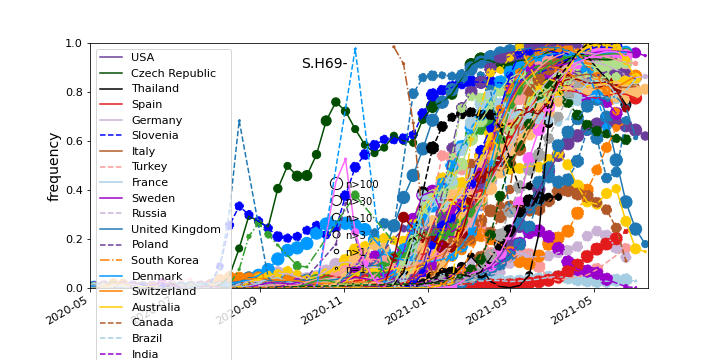 S.H69-
frequency
1.0
0.8
0.6
0.4
0.2
0.0
USA
Czech Republic
Thailand
Spain
Germany
Slovenia
Italy
Turkey
France
Sweden
Russia
United Kingdom
Poland
South Korea
Denmark
Switzerland
Australia
Canada
Brazil
India
n>100
n>30
n>10
n>3
n>1
2020-05
2020-09
2020-11
2021-01
2021-03
2021-05